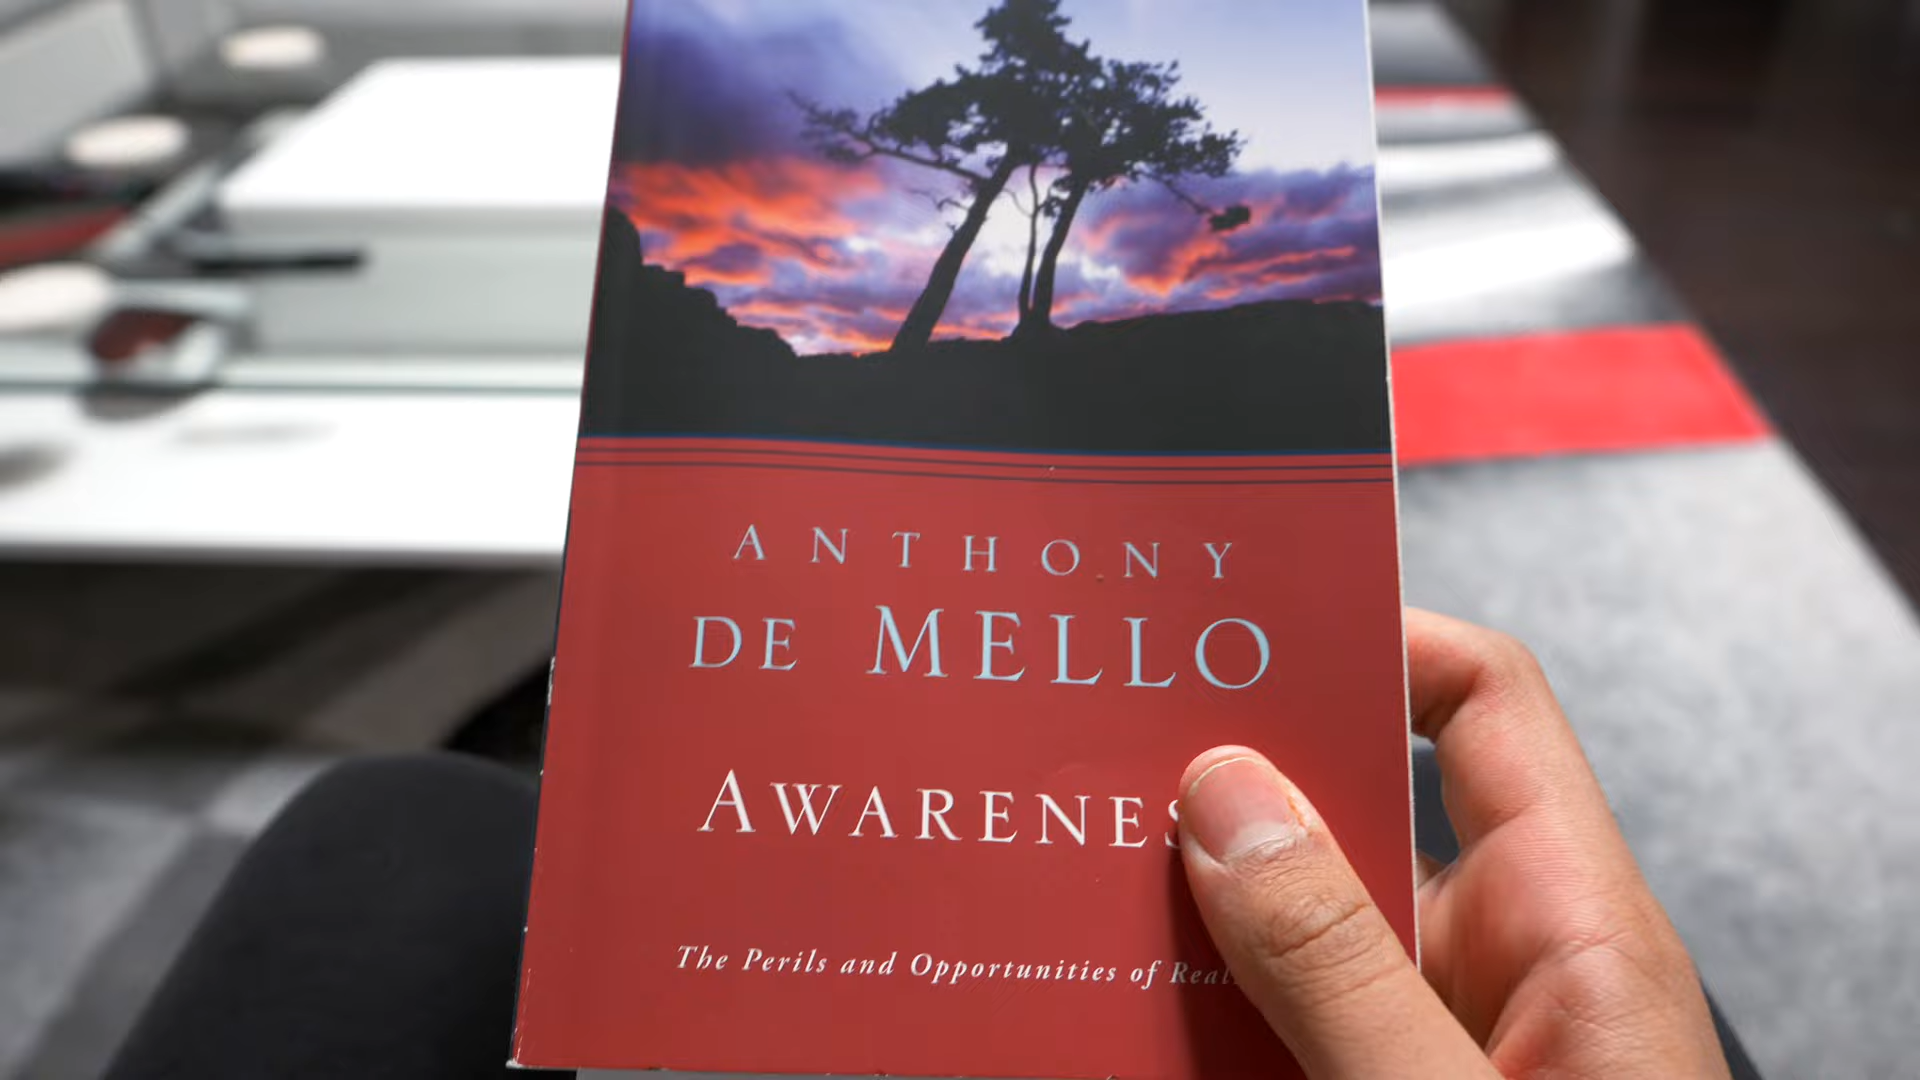 ANTHONY
DE MELLO
AWARENES
The Perils and Opportunities of Real